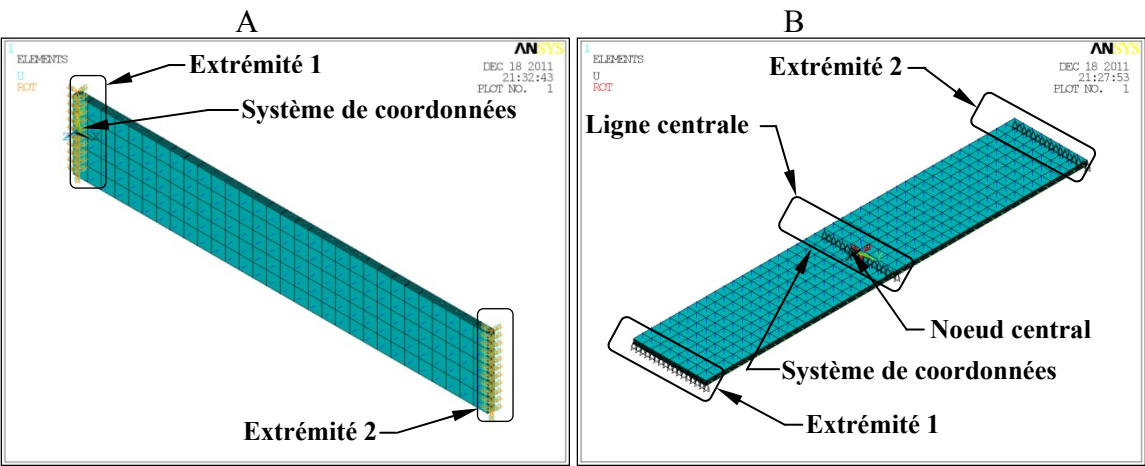 A
1
ELEMENTS
U
ROT
ANSYS
DEC 18 2011
21:32:43
PLOT NO. 1
Extrémité 1
Système de coordonnées
Extrémité 2
B
1
ELEMENTS
U
ROT
ANSYS
DEC 18 2011
21:27:53
PLOT NO. 1
Extrémité 2
Ligne centrale
Noeud central
Système de coordonnées
Extrémité 1